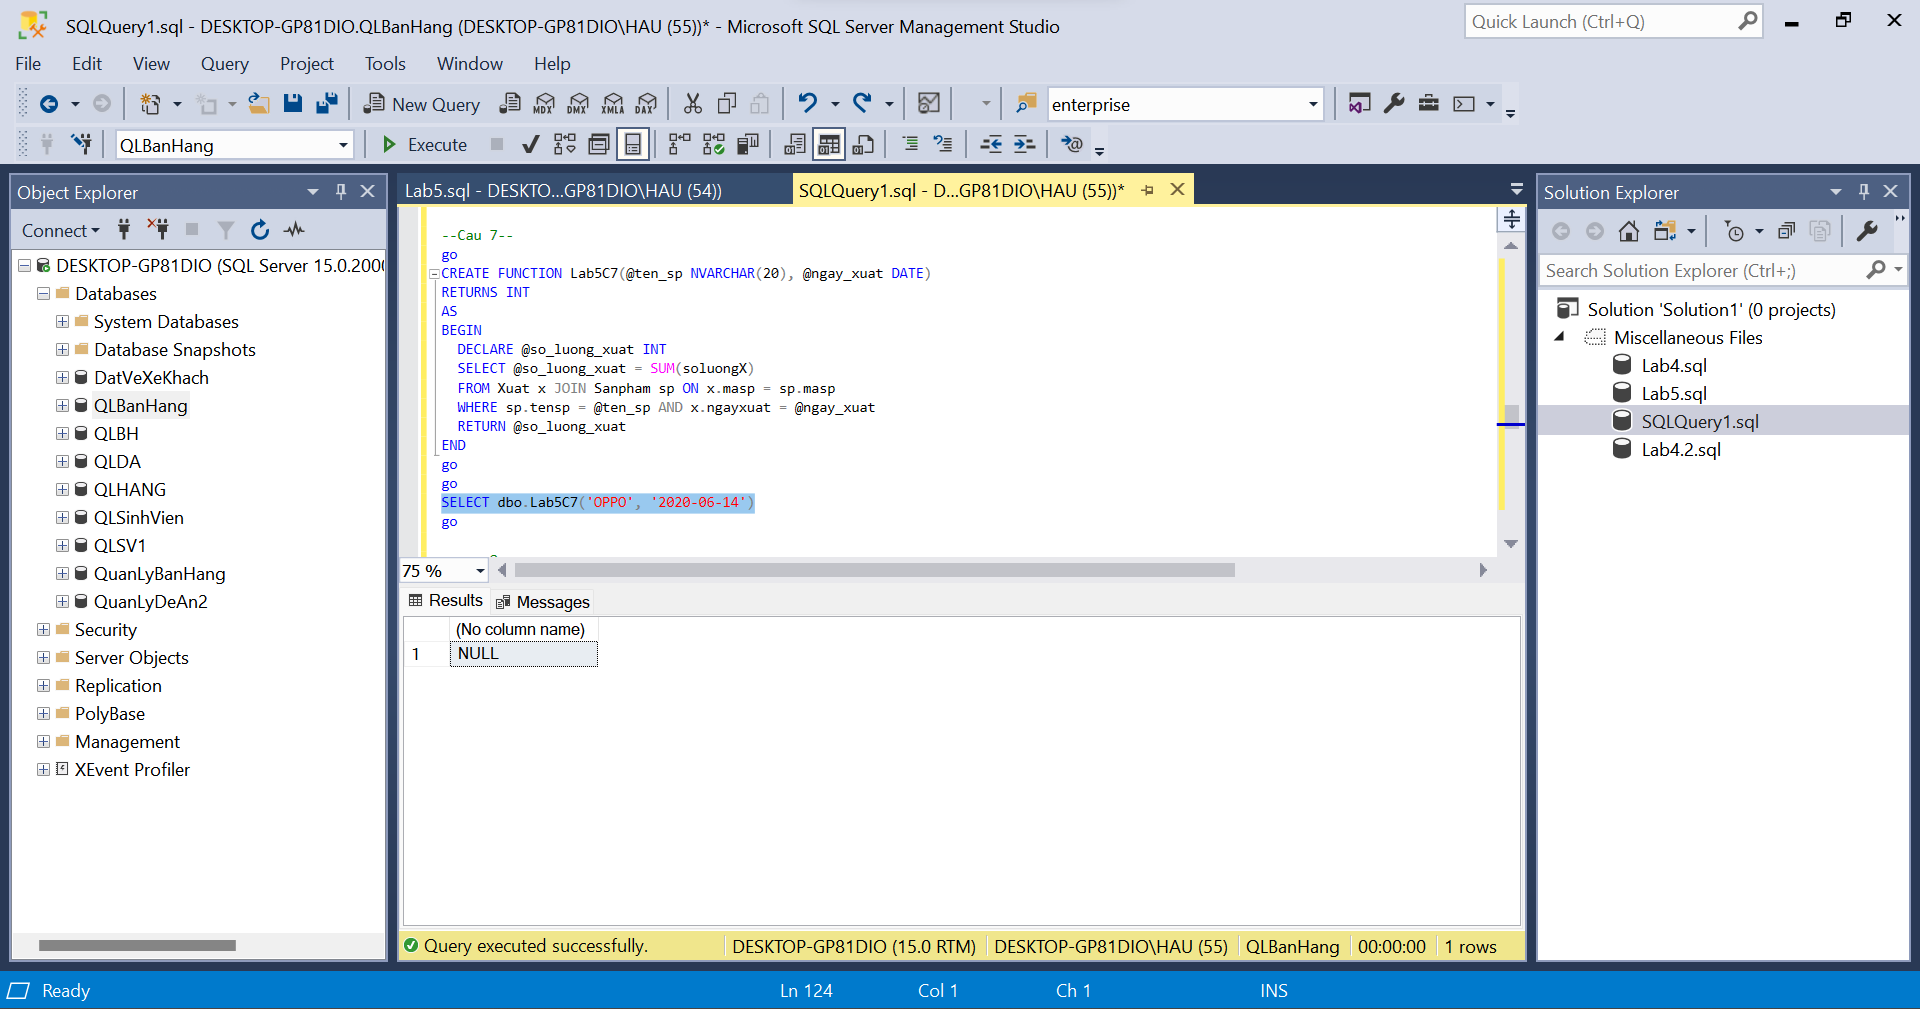 SQLQuery1.sql - DESKTOP-GP81DIO.QLBanHang (DESKTOP-GP81DIO\HAU (55))* - Microsoft SQL Server Management Studio
Quick Launch (Ctrl+Q)
File Edit View Query Project Tools Window Help
New Query
MDX DMX XMLA DAX
enterprise
QLBanHang
Execute
Object Explorer
Connect
DESKTOP-GP81DIO (SQL Server 15.0.2000
Databases
System Databases
Database Snapshots
DatVeXeKhach
QLBanHang
QLBH
QLDA
QLHANG
QLSinhVien
QLSV1
QuanLyBanHang
QuanLyDeAn2
Security
Server Objects
Replication
PolyBase
Management
XEvent Profiler
Lab5.sql - DESKTO...GP81DIO\HAU (54))
SQLQuery1.sql - D...GP81DIO\HAU (55))*
--Cau 7--
go
CREATE FUNCTION Lab5C7(@ten_sp NVARCHAR(20), @ngay_xuat DATE)
RETURNS INT
AS
BEGIN
DECLARE @so_luong_xuat INT
SELECT @so_luong_xuat = SUM(soluongX)
FROM Xuat x JOIN Sanpham sp ON x.masp = sp.masp
WHERE sp.tensp = @ten_sp AND x.ngayxuat = @ngay_xuat
RETURN @so_luong_xuat
END
go
go
SELECT dbo.Lab5C7('OPPO', '2020-06-14')
go
75 %
Results Messages
(No column name)
1 NULL
Query executed successfully.
DESKTOP-GP81DIO (15.0 RTM) DESKTOP-GP81DIO\HAU (55) QLBanHang 00:00:00 1 rows
Solution Explorer
Search Solution Explorer (Ctrl+;)
Solution 'Solution1' (0 projects)
Miscellaneous Files
Lab4.sql
Lab5.sql
SQLQuery1.sql
Lab4.2.sql
Ready Ln 124 Col 1 Ch 1 INS